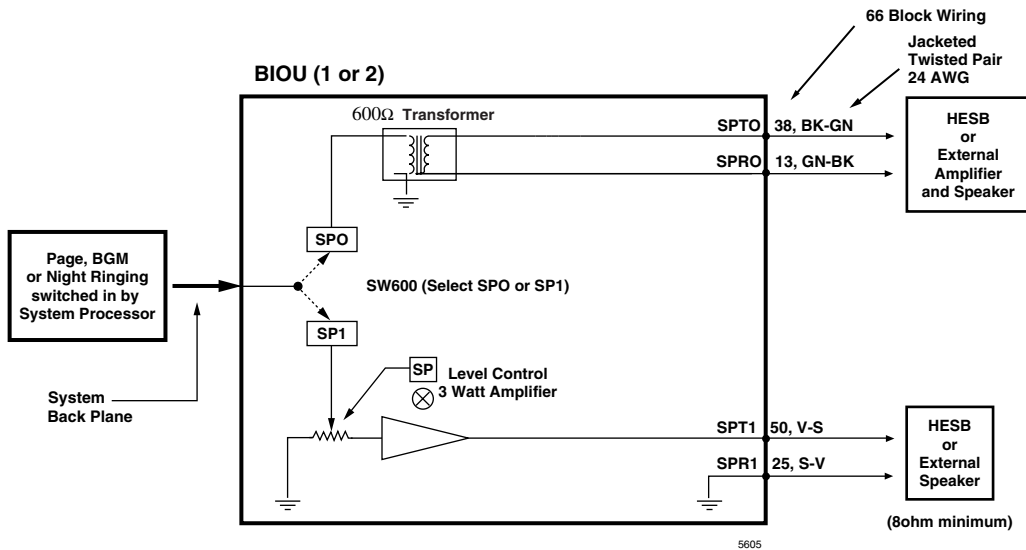 66 Block Wiring
Jacketed
Twisted Pair
24 AWG
BIOU (1 or 2)
600Ω Transformer
SPTO
38, BK-GN
SPRO
13, GN-BK
HESB
or
External
Amplifier
and Speaker
SPO
Page, BGM
or Night Ringing
switched in by
System Processor
SW600 (Select SPO or SP1)
SP1
SP
Level Control
3 Watt Amplifier
System
Back Plane
SPT1
50, V-S
SPR1
25, S-V
HESB
or
External
Speaker
(8ohm minimum)
5605